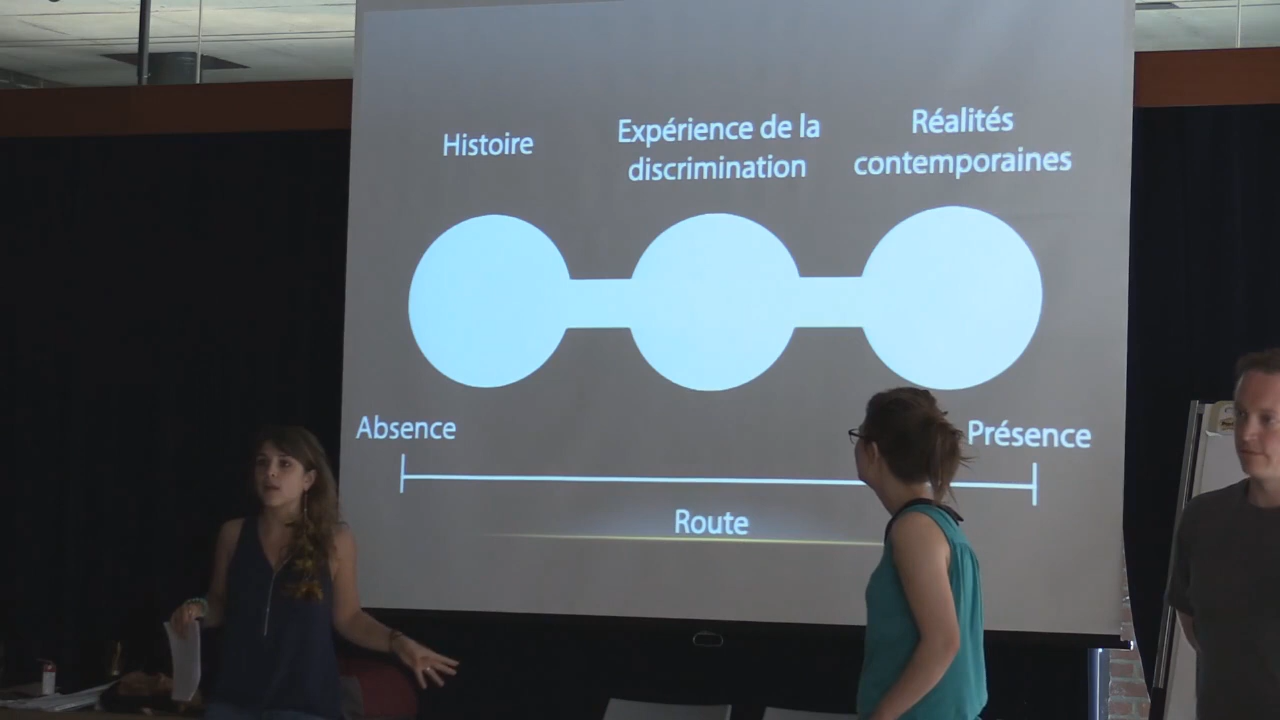 Histoire
Expérience de la
discrimination
Réalités
contemporaines
Absence
Présence
Route